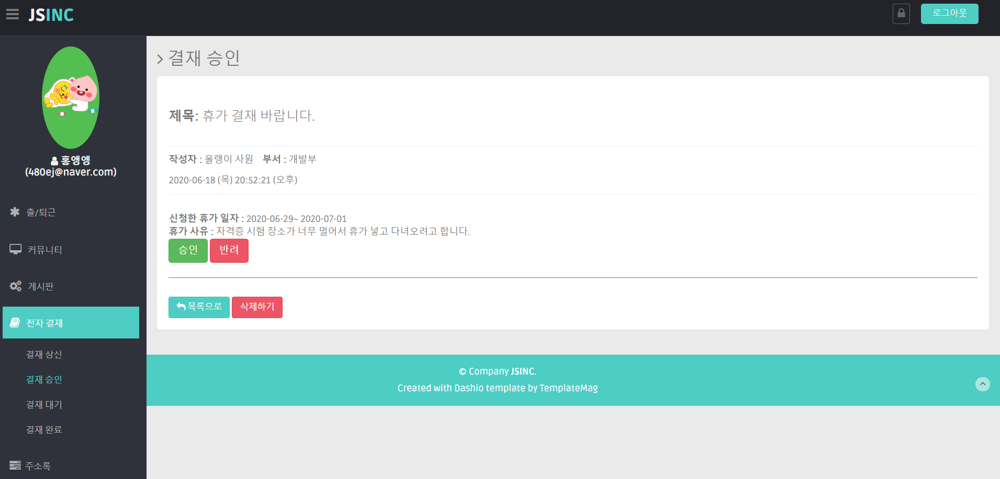 JSINC
로그아웃
홍앵앵
(480ej@naver.com)
출/퇴근
커뮤니티
게시판
전자 결재
결재 상신
결재 승인
결재 대기
결재 완료
주소록
결재 승인
제목: 휴가 결재 바랍니다.
작성자 : 올랭이 사원 부서 : 개발부
2020-06-18 (목) 20:52:21 (오후)
신청한 휴가 일자 : 2020-06-29~ 2020-07-01
휴가 사유 : 자격증 시험 장소가 너무 멀어서 휴가 넣고 다녀오려고 합니다.
승인 반려
목록으로 삭제하기
© Company JSINC.
Created with Dashio template by TemplateMag